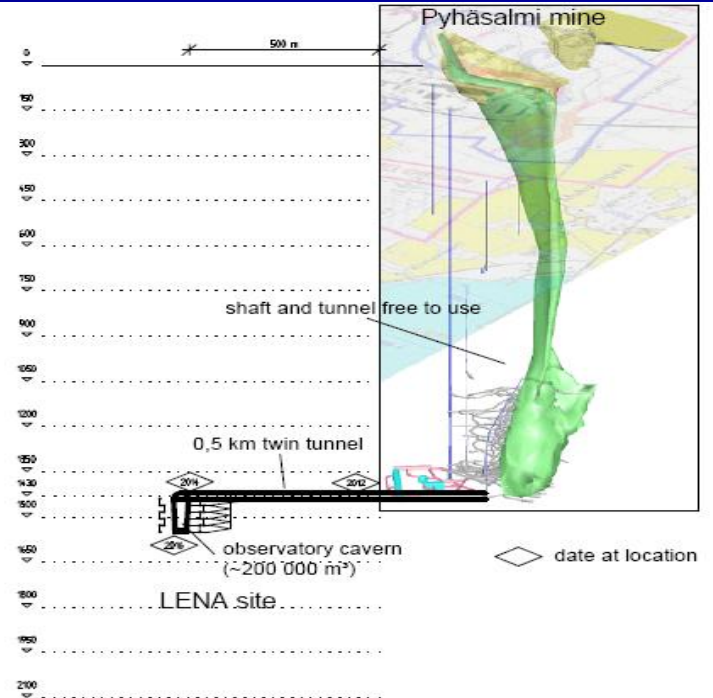 Pyhäsalmi mine
500 m
0
150
300
450
600
750
shaft and tunnel free to use
900
1050
1200
0,5 km twin tunnel
1350
1430
2014
2012
1500
observatory cavern
(~200 000 m³)
date at location
1650
1800
LENA site
1950
2100